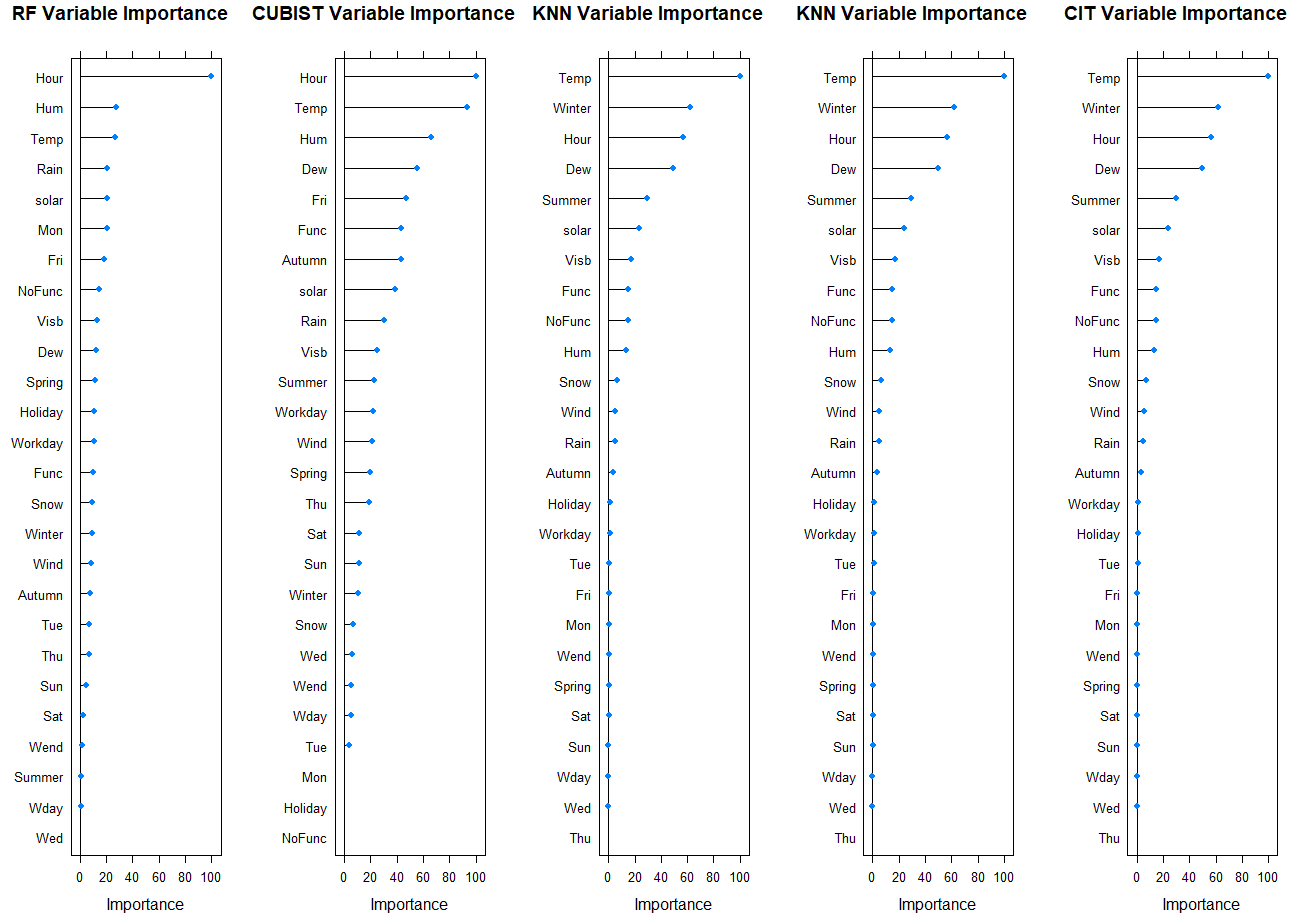 RF Variable Importance
Hour
Hum
Temp
Rain
solar
Mon
Fri
NoFunc
Visb
Dew
Spring
Holiday
Workday
Func
Snow
Winter
Wind
Autumn
Tue
Thu
Sun
Sat
Wend
Summer
Wday
Wed
0 20 40 60 80 100
Importance
CUBIST Variable Importance
Hour
Temp
Hum
Dew
Fri
Func
Autumn
solar
Rain
Visb
Summer
Workday
Wind
Spring
Thu
Sat
Sun
Winter
Snow
Wed
Wend
Wday
Tue
Mon
Holiday
NoFunc
0 20 40 60 80 100
Importance
KNN Variable Importance
Temp
Winter
Hour
Dew
Summer
solar
Visb
Func
NoFunc
Hum
Snow
Wind
Rain
Autumn
Holiday
Workday
Tue
Fri
Mon
Wend
Spring
Sat
Sun
Wday
Wed
Thu
0 20 40 60 80 100
Importance
KNN Variable Importance
Temp
Winter
Hour
Dew
Summer
solar
Visb
Func
NoFunc
Hum
Snow
Wind
Rain
Autumn
Holiday
Workday
Tue
Fri
Mon
Wend
Spring
Sat
Sun
Wday
Wed
Thu
0 20 40 60 80 100
Importance
CIT Variable Importance
Temp
Winter
Hour
Dew
Summer
solar
Visb
Func
NoFunc
Hum
Snow
Wind
Rain
Autumn
Workday
Holiday
Tue
Fri
Mon
Wend
Spring
Sat
Sun
Wday
Wed
Thu
0 20 40 60 80 100
Importance